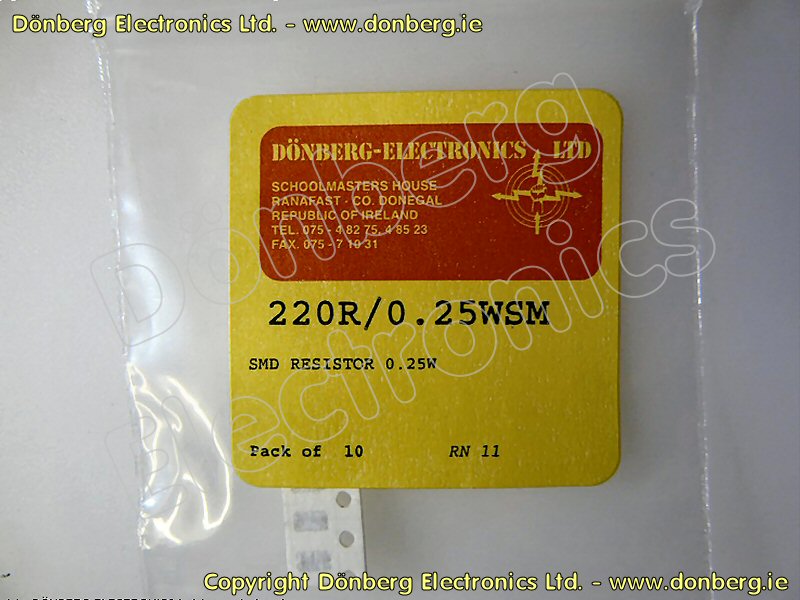 Dönberg Electronics Ltd. - www.donberg.ie
DÖNBERG-ELECTRONICS LTD
SCHOOLMASTERS HOUSE
RANAFAST - CO. DONEGAL
REPUBLIC OF IRELAND
TEL. 075 - 4 82 75, 4 85 23
FAX. 075 - 7 10 31
Dönberg
Electronics
220R/0.25WSM
SMD RESISTOR 0.25W
Pack of 10 RN 11
Copyright Dönberg Electronics Ltd. - www.donberg.ie